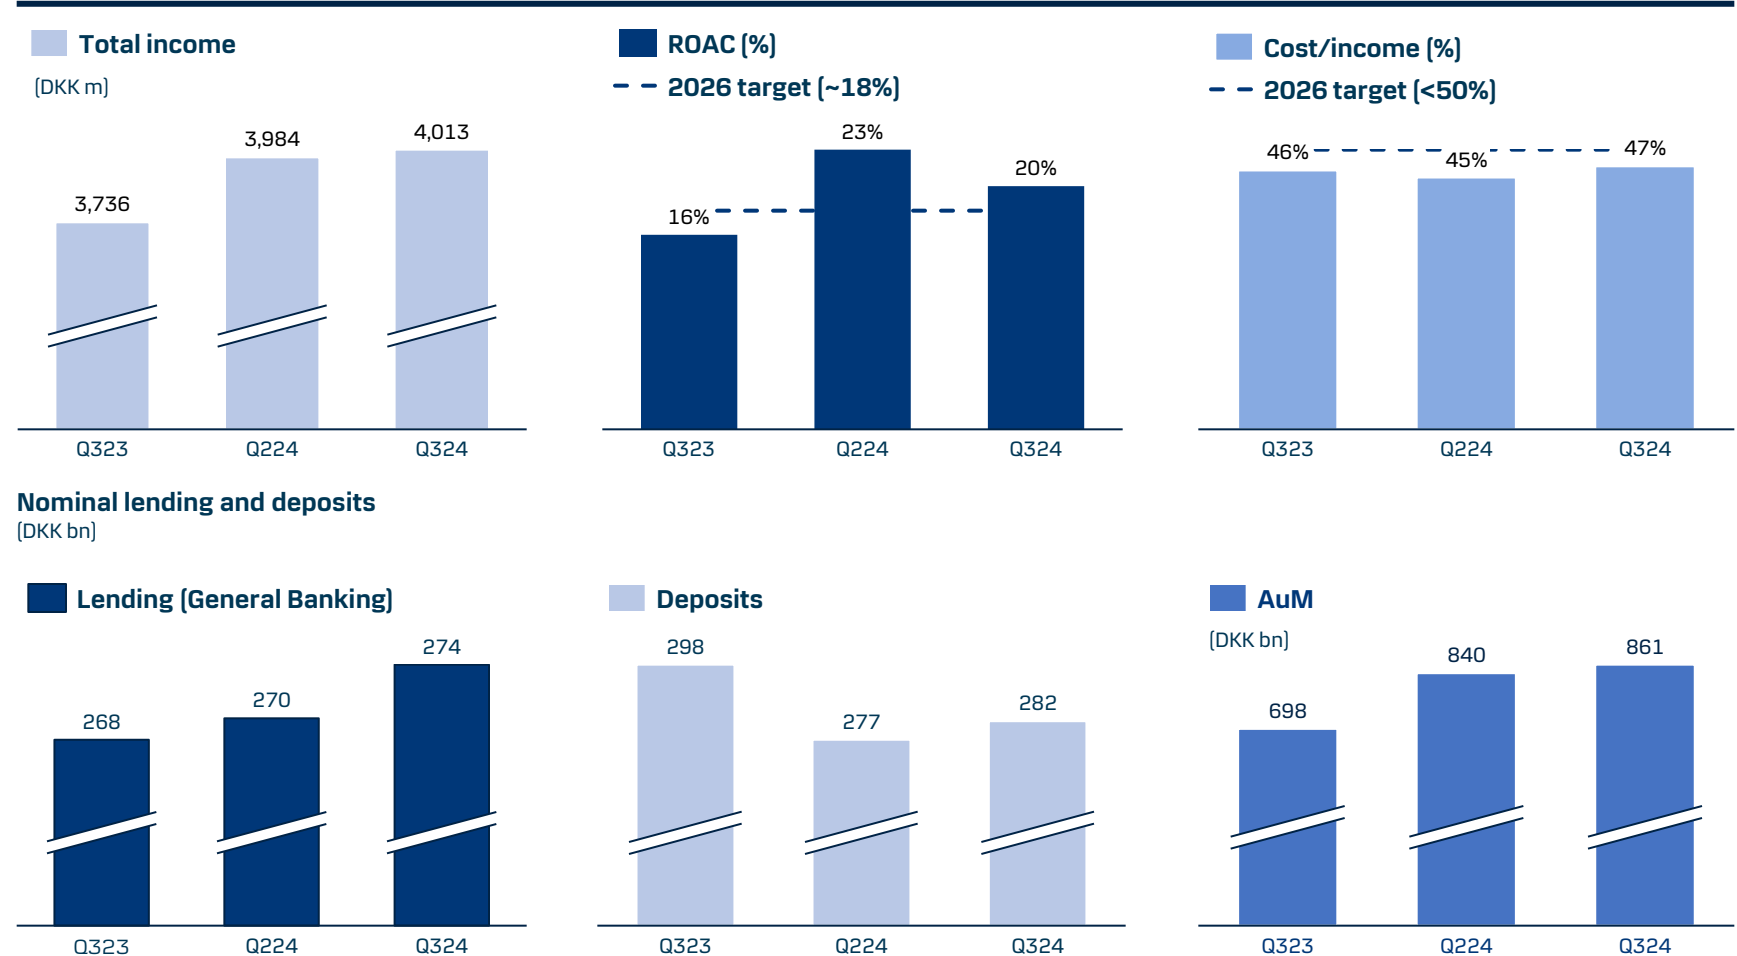 Total income
(DKK m)
3,736
3,984
4,013
Q323
Q224
Q324
ROAC (%)
2026 target (~18%)
16%
23%
20%
Q323
Q224
Q324
Cost/income (%)
2026 target (<50%)
46%
45%
47%
Q323
Q224
Q324
Nominal lending and deposits
(DKK bn)
Lending (General Banking)
268
270
274
Q323
Q224
Q324
Deposits
298
277
282
Q323
Q224
Q324
AuM
(DKK bn)
698
840
861
Q323
Q224
Q324